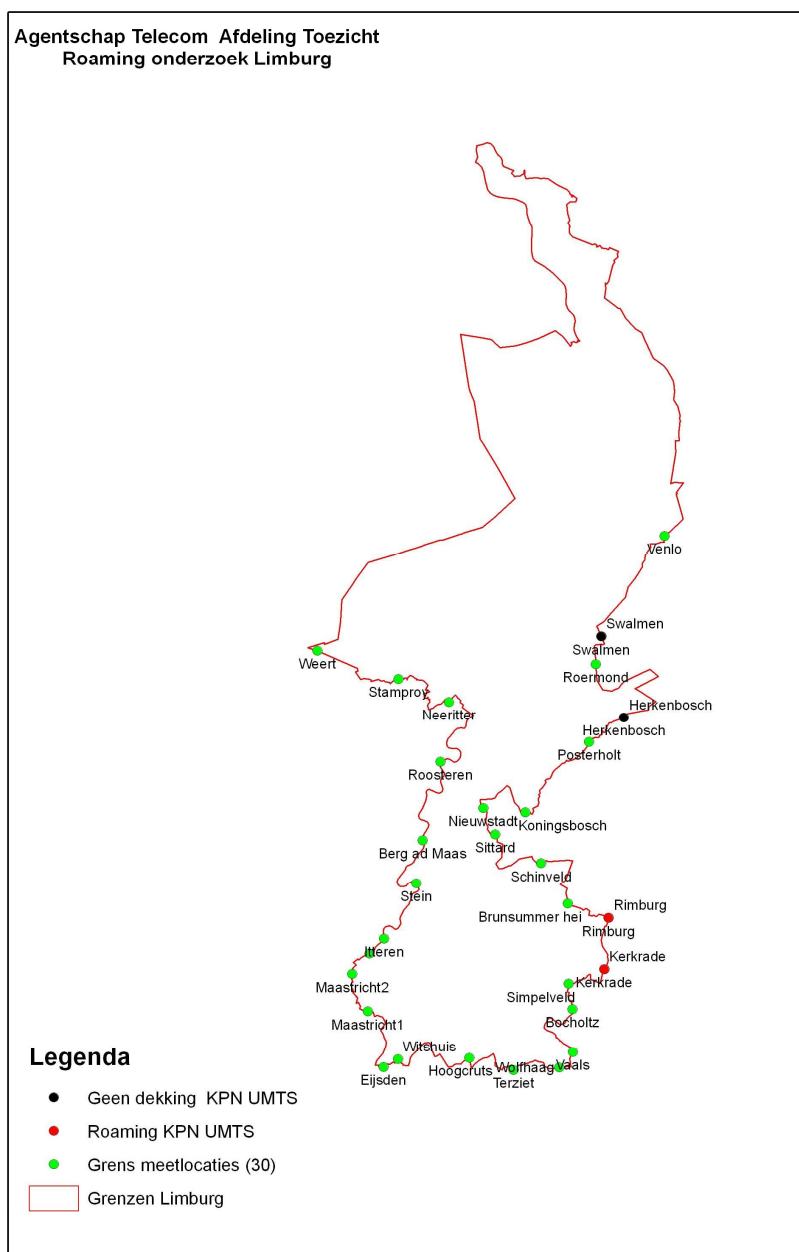 Agentschap Telecom Afdeling Toezicht
Roaming onderzoek Limburg
Venlo
Swalmen
Swalmen
Roermond
Weert
Stamproy
Neeritter
Herkenbosch
Herkenbosch
Posterholt
Roosteren
Nieuwstadt
Koningsbosch
Sittard
Berg ad Maas
Schinveld
Stein
Brunsummer hei
Rimburg
Rimburg
Itteren
Kerkrade
Kerkrade
Maastricht2
Simpelveld
Bocholtz
Maastricht1
Witshuis
Eijsden
Hoogcruts
Wolfhaag
Vaals
Terziet
Legenda
Geen dekking KPN UMTS
Roaming KPN UMTS
Grens meetlocaties (30)
Grenzen Limburg